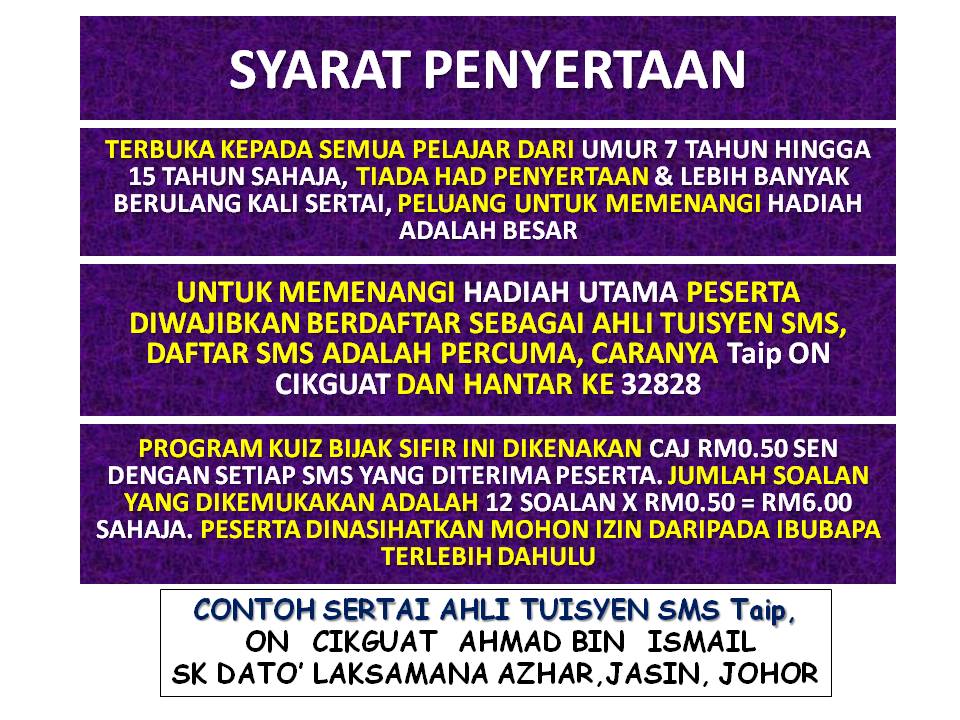 SYARAT PENYERTAAN
TERBUKA KEPADA SEMUA PELAJAR DARI UMUR 7 TAHUN HINGGA
15 TAHUN SAHAJA, TIADA HAD PENYERTAAN & LEBIH BANYAK
BERULANG KALI SERTAI, PELUANG UNTUK MEMENANGI HADIAH
ADALAH BESAR
UNTUK MEMENANGI HADIAH UTAMA PESERTA
DIWAJIBKAN BERDAFTAR SEBAGAI AHLI TUISYEN SMS,
DAFTAR SMS ADALAH PERCUMA, CARANYA Taip ON
CIKGUAT DAN HANTAR KE 32828
PROGRAM KUIZ BIJAK SIFIR INI DIKENAKAN CAJ RM0.50 SEN
DENGAN SETIAP SMS YANG DITERIMA PESERTA. JUMLAH SOALAN
YANG DIKEMUKAKAN ADALAH 12 SOALAN X RM0.50 = RM6.00
SAHAJA. PESERTA DINASIHATKAN MOHON IZIN DARIPADA IBUBAPA
TERLEBIH DAHULU
CONTOH SERTAI AHLI TUISYEN SMS Taip,
ON CIKGUAT AHMAD BIN ISMAIL
SK DATO’ LAKSAMANA AZHAR,JASIN, JOHOR